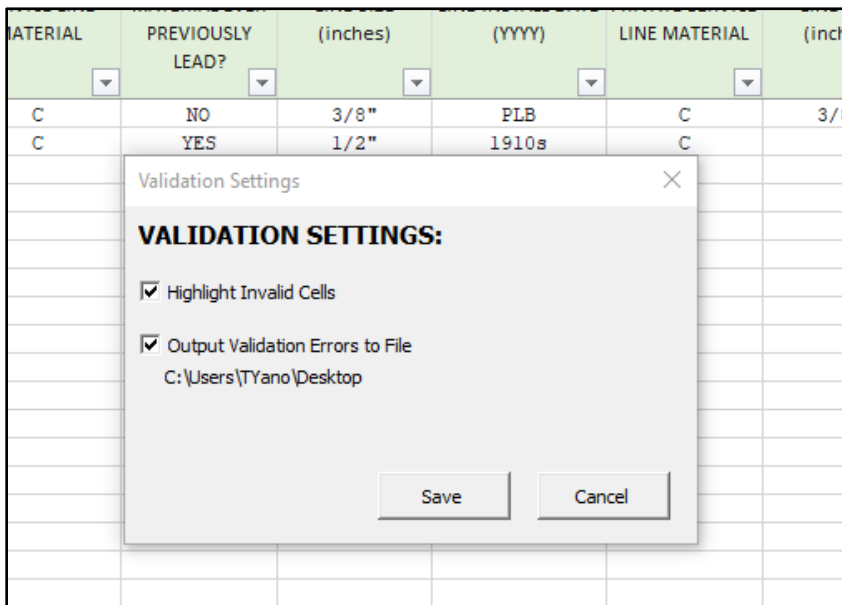 PREVIOUSLY (inches) (YYYY) LINE MATERIAL
LEAD?
C NO 3/8" PLB C 3/
C YES 1/2" 1910s C
Validation Settings
VALIDATION SETTINGS:
Highlight Invalid Cells
Output Validation Errors to File
C:\Users\TYano\Desktop
Save Cancel